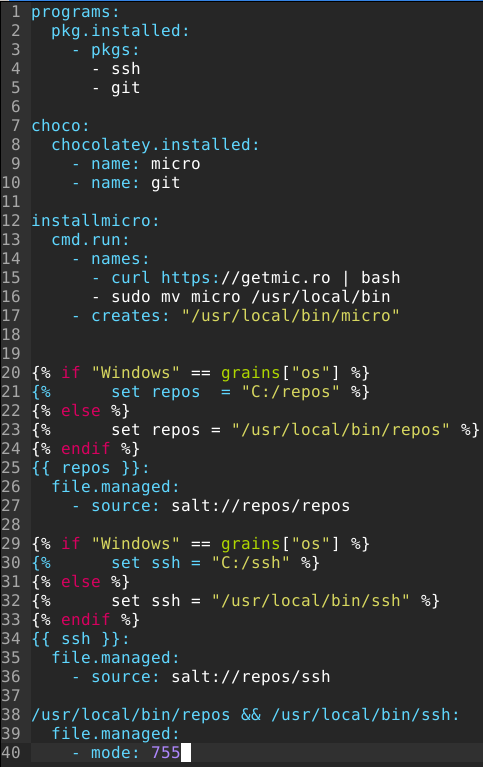 1 programs:
2   pkg.installed:
3     - pkgs:
4       - ssh
5       - git
6
7 choco:
8   chocolatey.installed:
9     - name: micro
10     - name: git
11
12 installmicro:
13   cmd.run:
14     - names:
15       - curl https://getmic.ro | bash
16       - sudo mv micro /usr/local/bin
17     - creates: "/usr/local/bin/micro"
18
19
20 {% if "Windows" == grains["os"] %}
21 {%      set repos  = "C:/repos" %}
22 {% else %}
23 {%      set repos = "/usr/local/bin/repos" %}
24 {% endif %}
25 {{ repos }}:
26   file.managed:
27     - source: salt://repos/repos
28
29 {% if "Windows" == grains["os"] %}
30 {%      set ssh = "C:/ssh" %}
31 {% else %}
32 {%      set ssh = "/usr/local/bin/ssh" %}
33 {% endif %}
34 {{ ssh }}:
35   file.managed:
36     - source: salt://repos/ssh
37
38 /usr/local/bin/repos && /usr/local/bin/ssh:
39   file.managed:
40     - mode: 755